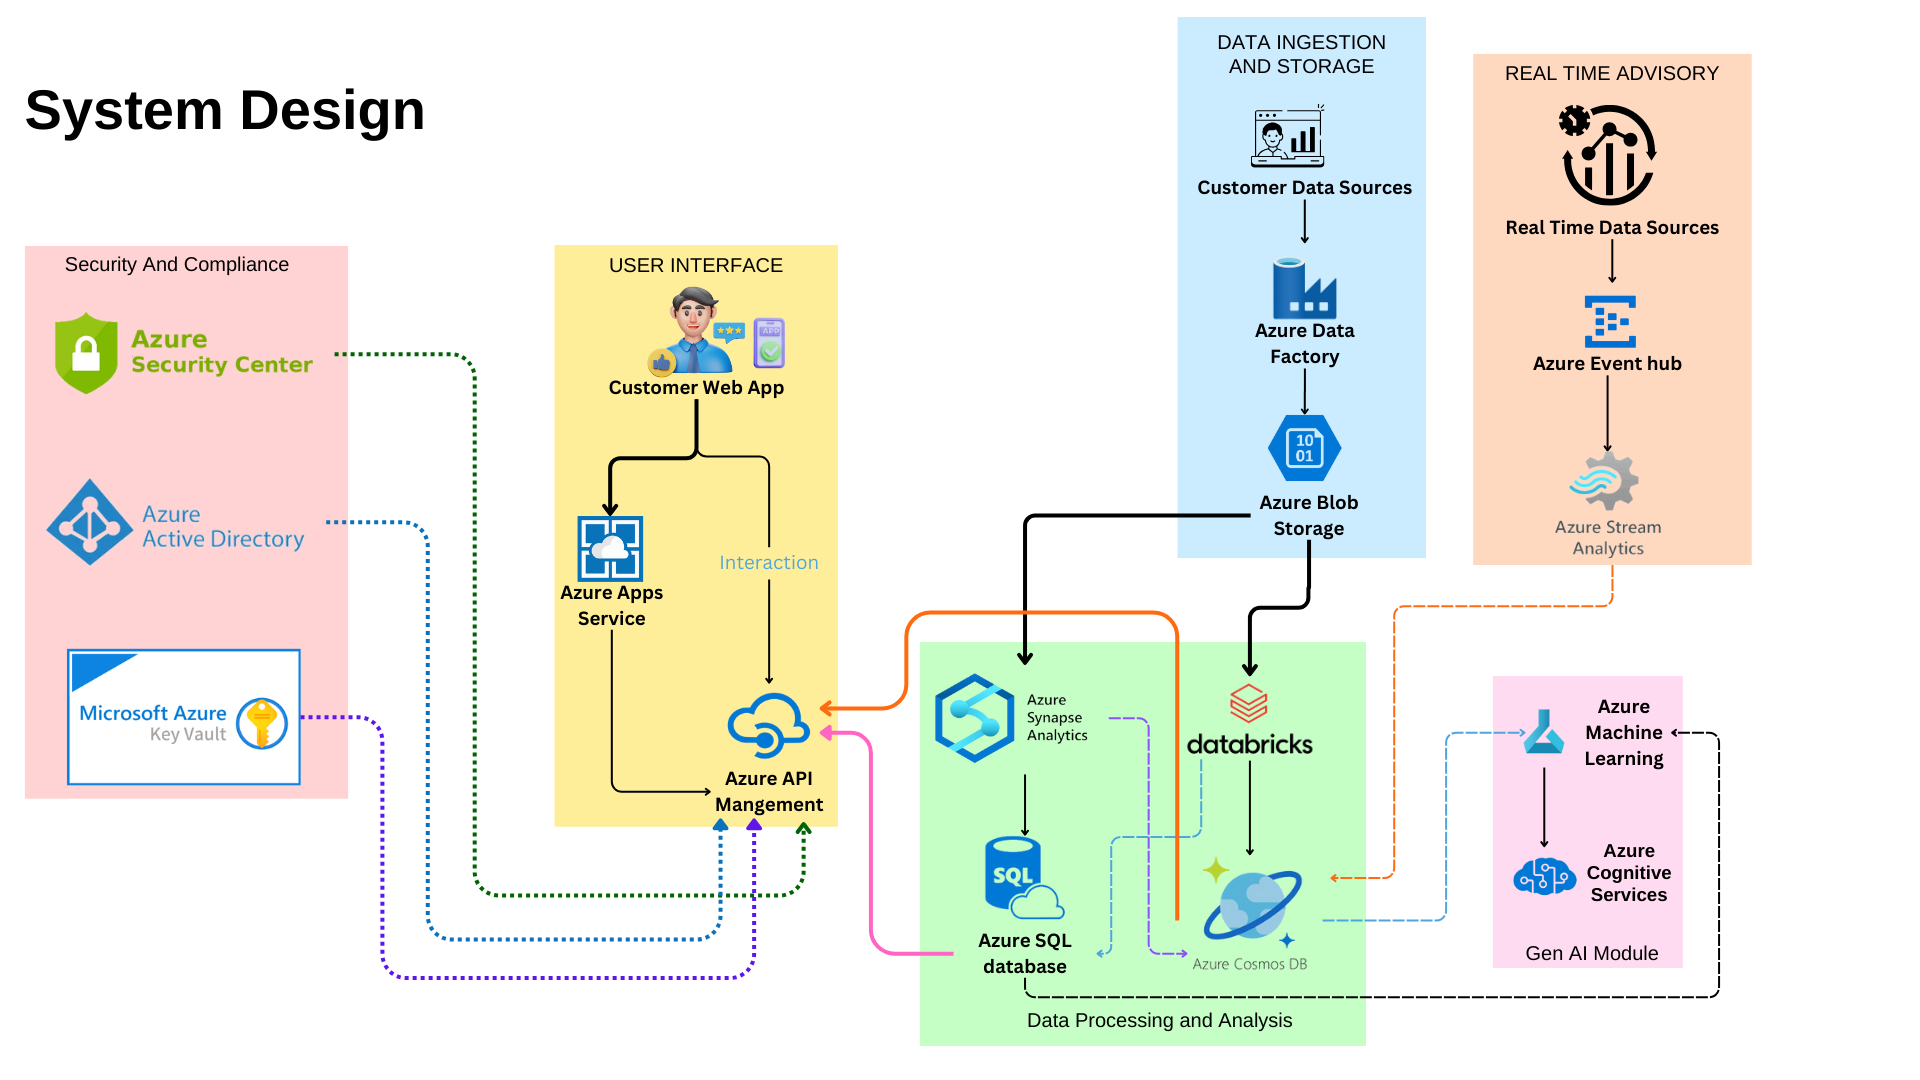 System Design
Security And Compliance
Azure
Security Center
Azure
Active Directory
Microsoft Azure
Key Vault
USER INTERFACE
APP
Customer Web App
Interaction
Azure Apps
Service
Azure API
Mangement
DATA INGESTION
AND STORAGE
Customer Data Sources
Azure Data
Factory
10
01
Azure Blob
Storage
REAL TIME ADVISORY
Real Time Data Sources
Azure Event hub
Azure Stream
Analytics
Azure
Synapse
Analytics
databricks
SQL
Azure SQL
database
Azure Cosmos DB
Data Processing and Analysis
Azure
Machine
Learning
Azure
Cognitive
Services
Gen AI Module